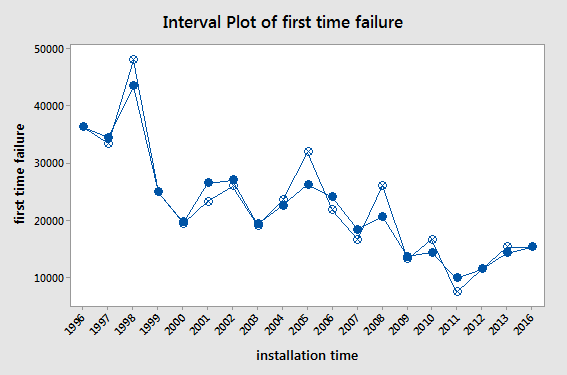 Interval Plot of first time failure
50000
40000
30000
20000
10000
first time failure
1996 1997 1998 1999 2000 2001 2002 2003 2004 2005 2006 2007 2008 2009 2010 2011 2012 2013 2016
installation time